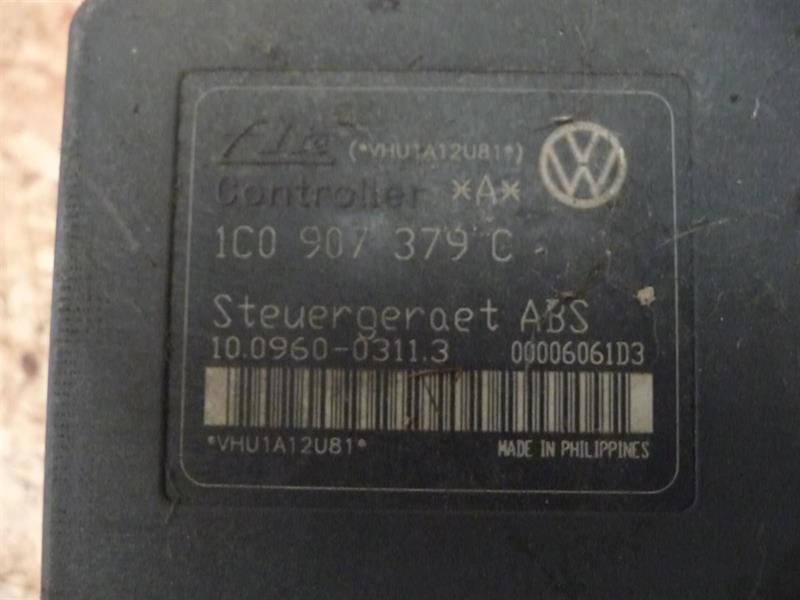 Ate (*VHU1A12U81*)
Controller *A*
1C0 907 379 C
Steuergeraet ABS
10.0960-0311.3 00006061D3
*VHU1A12U81* MADE IN PHILIPPINES